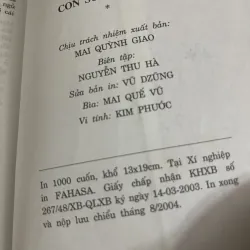 CON S
*
Chịu trách nhiệm xuất bản:
MAI QUỲNH GIAO
Biên tập:
NGUYỄN THU HÀ
Sửa bản in: VŨ DŨNG
Bìa: MAI QUẾ VŨ
Vi tính: KIM PHƯỚC
In 1000 cuốn, khổ 13x19cm. Tại Xí nghiệp
in FAHASA. Giấy chấp nhận KHXB số
267/48/XB-QLXB ký ngày 14-03-2003. In xong
và nộp lưu chiểu tháng 8/2004.